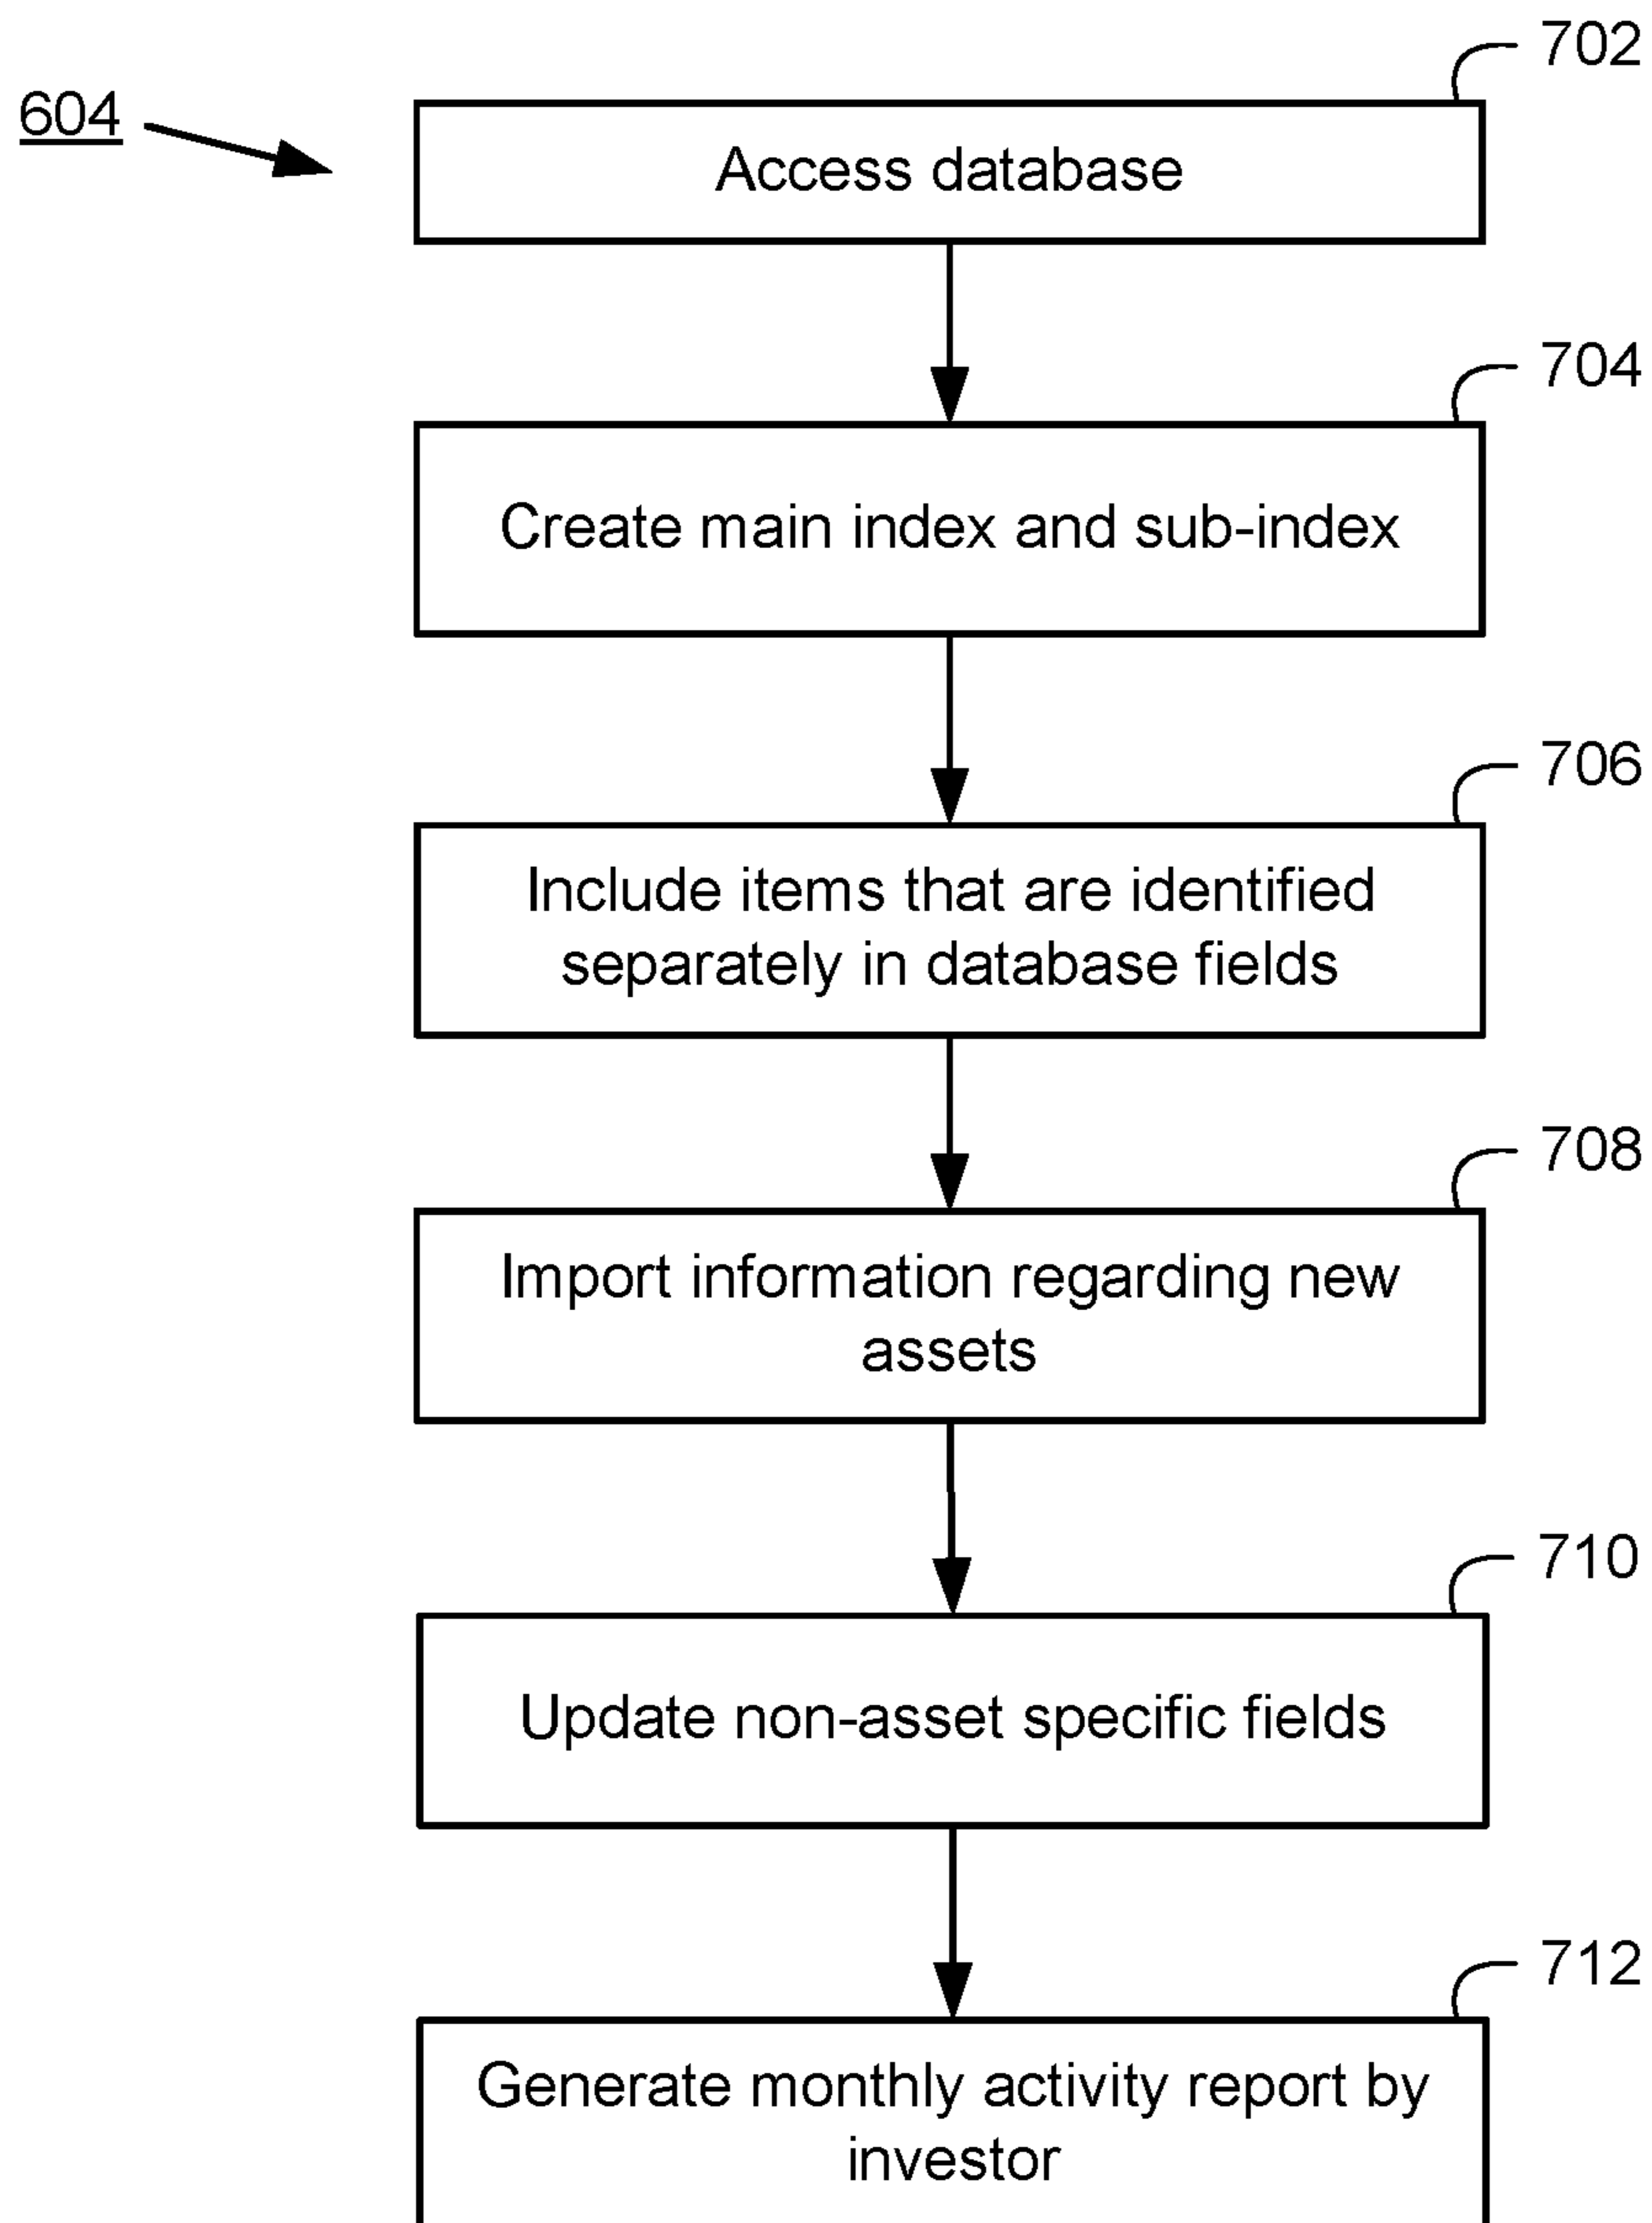 702
604
Access database
704
Create main index and sub-index
706
Include items that are identified
separately in database fields
708
Import information regarding new
assets
710
Update non-asset specific fields
712
Generate monthly activity report by
investor